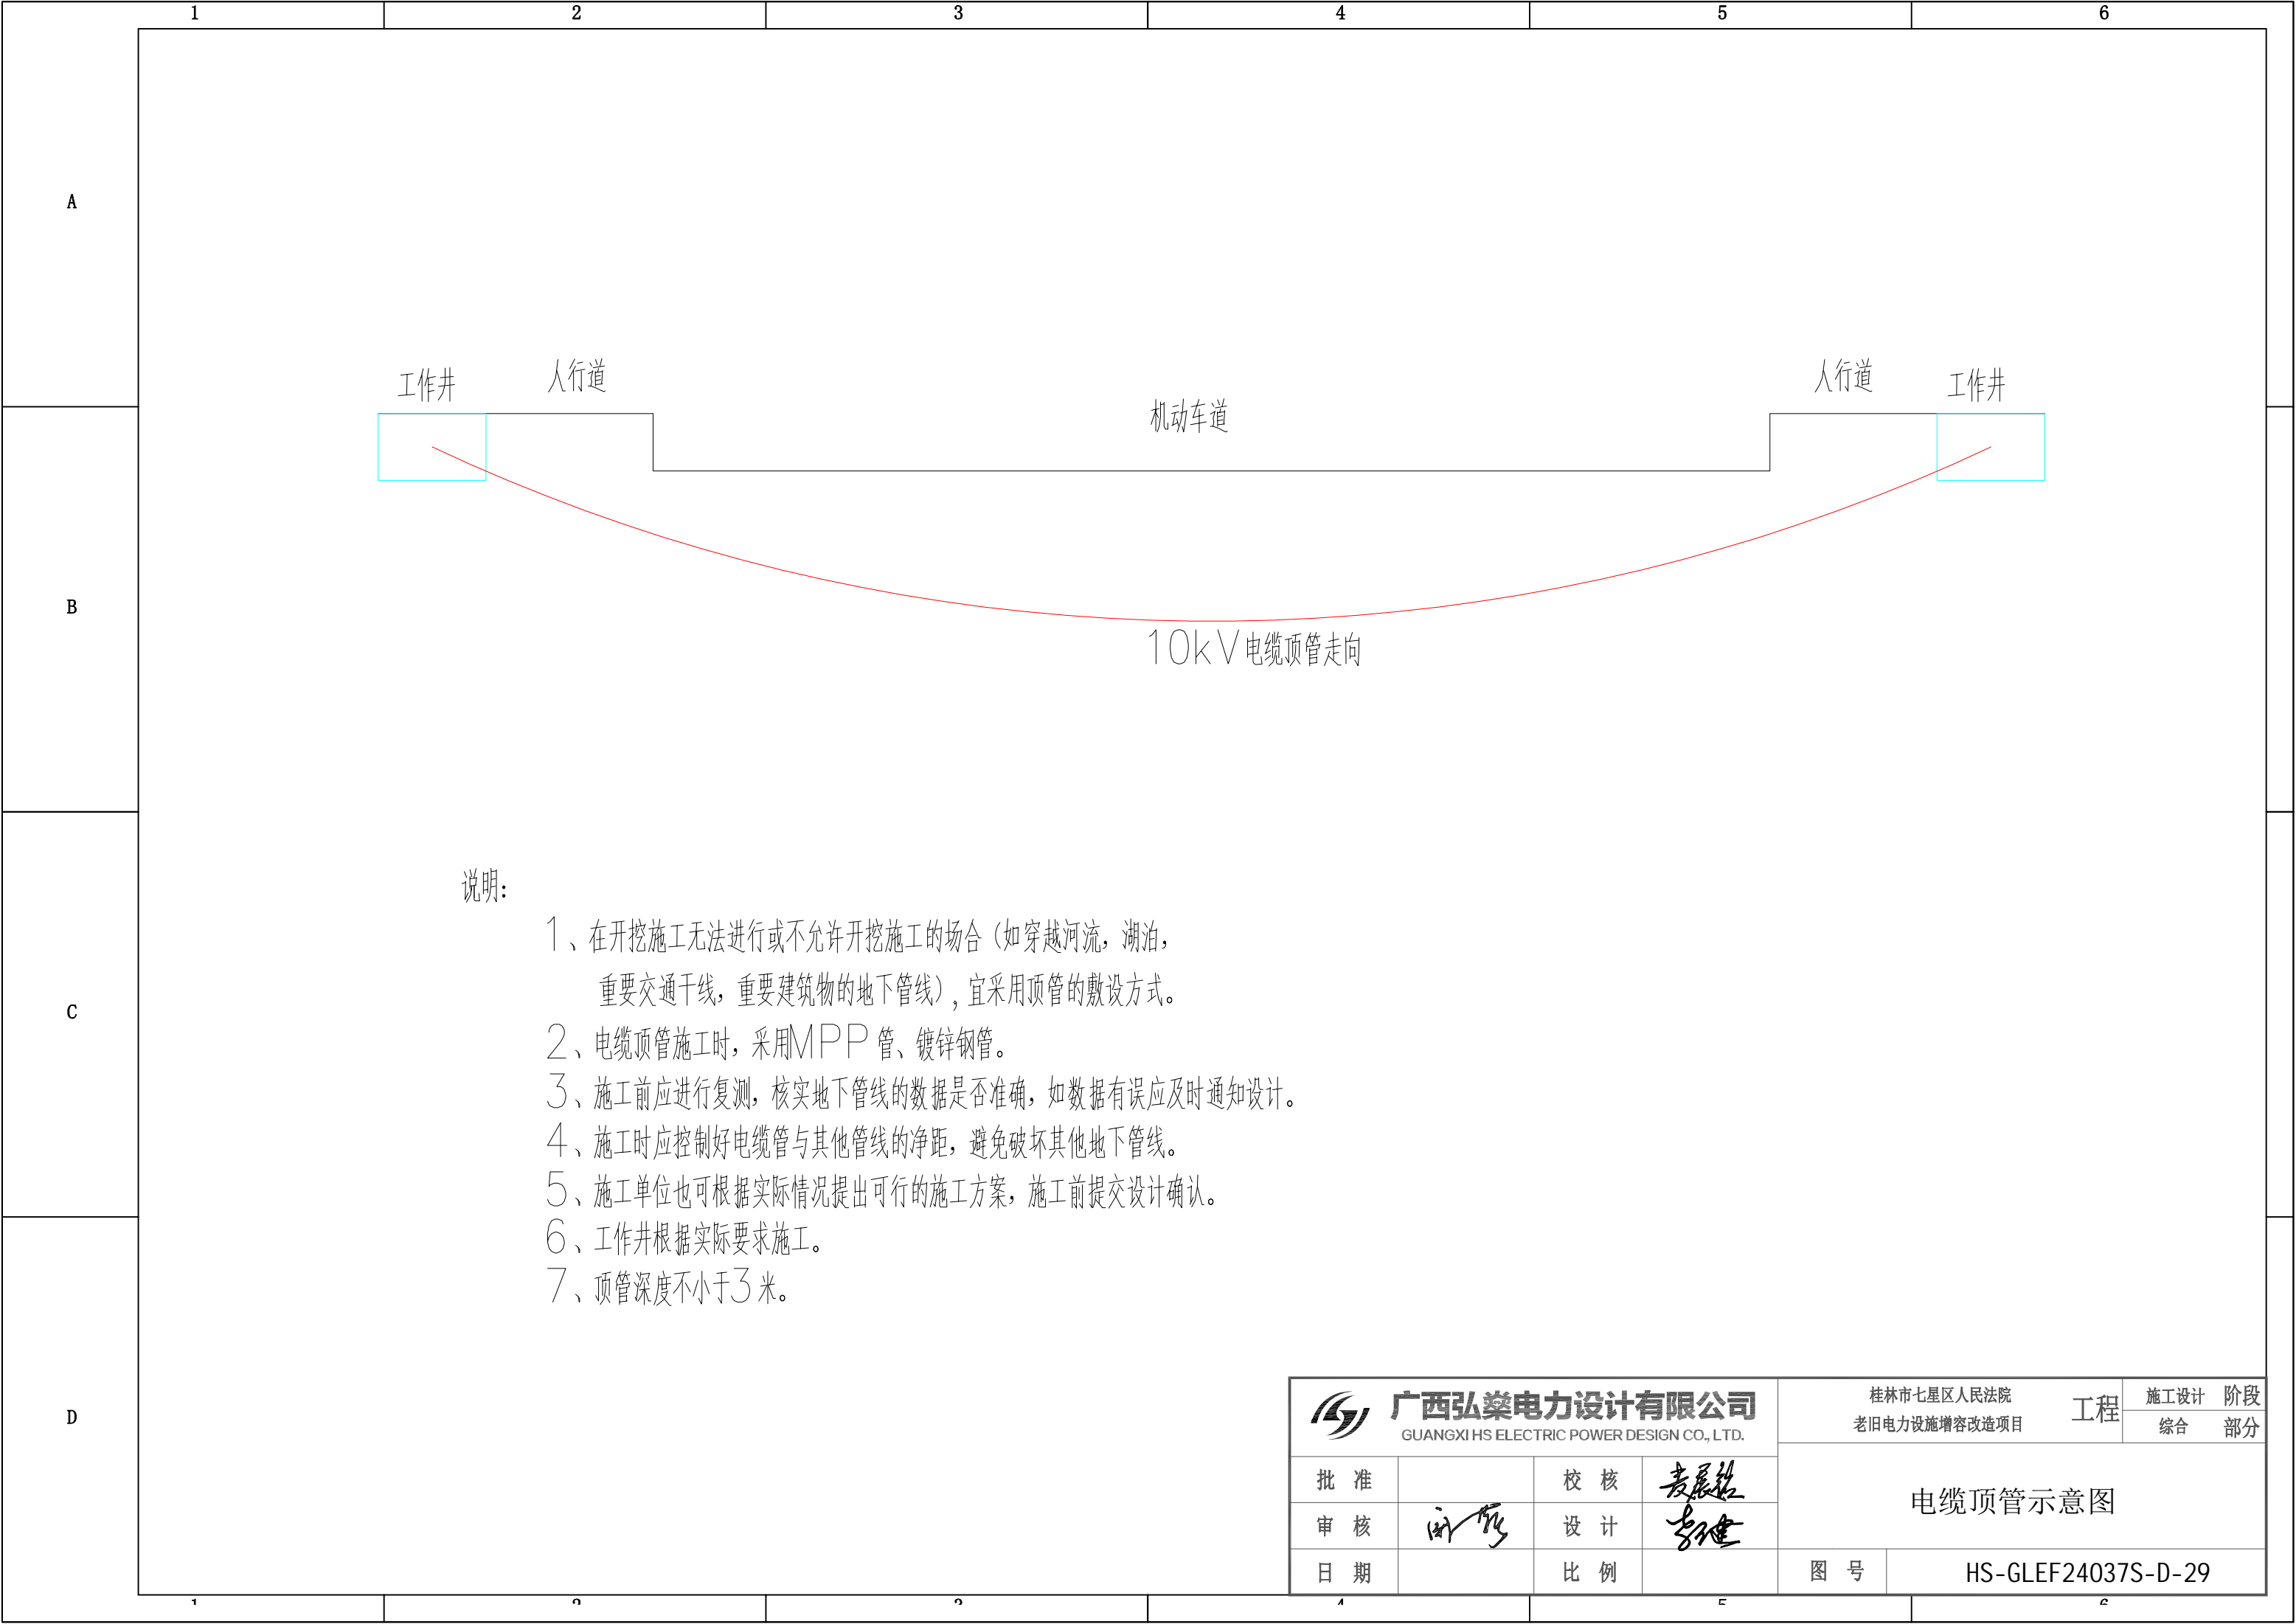 1 2 3 4 5 6
A
工作井 人行道 机动车道 人行道 工作井
B
10kV电缆顶管走向
说明:
1、在开挖施工无法进行或不允许开挖施工的场合（如穿越河流，湖泊，
重要交通干线，重要建筑物的地下管线）,宜采用顶管的敷设方式。
C
2、电缆顶管施工时，采用MPP管、镀锌钢管。
3、施工前应进行复测，核实地下管线的数据是否准确，如数据有误应及时通知设计。
4、施工时应控制好电缆管与其他管线的净距，避免破坏其他地下管线。
5、施工单位也可根据实际情况提出可行的施工方案，施工前提交设计确认。
6、工作井根据实际要求施工。
7、顶管深度不小于3米。
D
广西弘燊电力设计有限公司
GUANGXI HS ELECTRIC POWER DESIGN CO., LTD.
桂林市七星区人民法院
老旧电力设施增容改造项目
工程
施工设计 阶段
综合 部分
批 准 校 核
审 核 设 计
日 期 比 例
电缆顶管示意图
图 号 HS-GLEF24037S-D-29